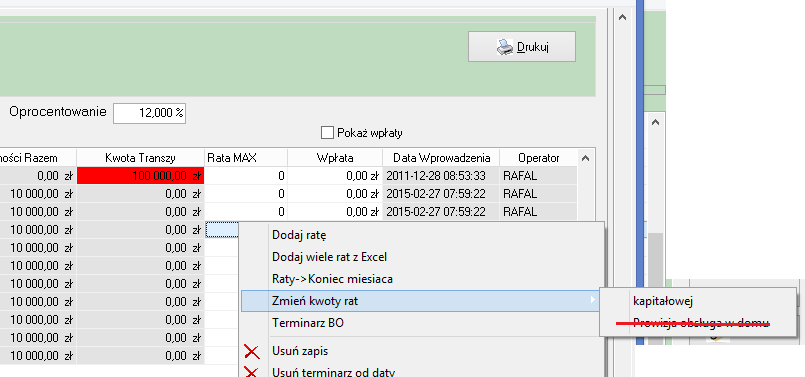 Drukuj
Oprocentowanie 12,000 %
Pokaż wpłaty
ności Razem Kwota Transzy Rata MAX Wpłata Data Wprowadzenia Operator
0,00 zł 100 000,00 zł 0 0,00 zł 2011-12-28 08:53:33 RAFAL
10 000,00 zł 0,00 zł 0 0,00 zł 2015-02-27 07:59:22 RAFAL
10 000,00 zł 0,00 zł 0 0,00 zł 2015-02-27 07:59:22 RAFAL
10 000,00 zł 0,00 zł Dodaj ratę
10 000,00 zł 0,00 zł Dodaj wiele rat z Excel
10 000,00 zł 0,00 zł Raty->Koniec miesiaca
10 000,00 zł 0,00 zł Zmień kwoty rat kapitałowej
10 000,00 zł 0,00 zł Terminarz BO Prowizja obsługa w domu
10 000,00 zł 0,00 zł
10 000,00 zł 0,00 zł Usuń zapis
10 000,00 zł 0,00 zł Usuń terminarz od daty